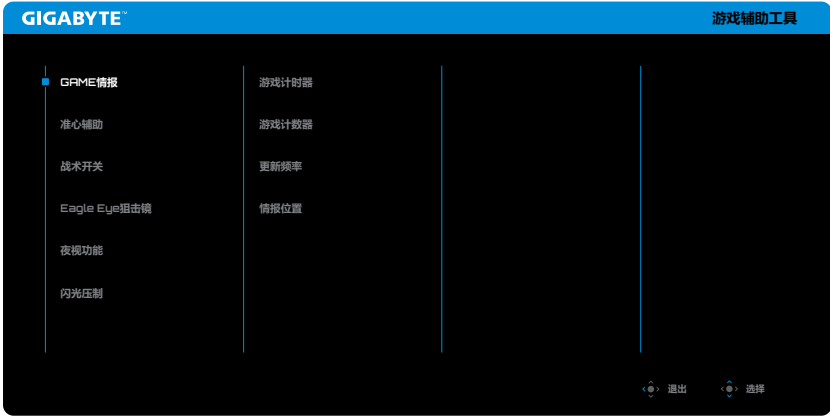 GIGABYTE™
游戏辅助工具
GAME情报
准心辅助
战术开关
Eagle Eye狙击镜
夜视功能
闪光压制
游戏计时器
游戏计数器
更新频率
情报位置
退出
选择